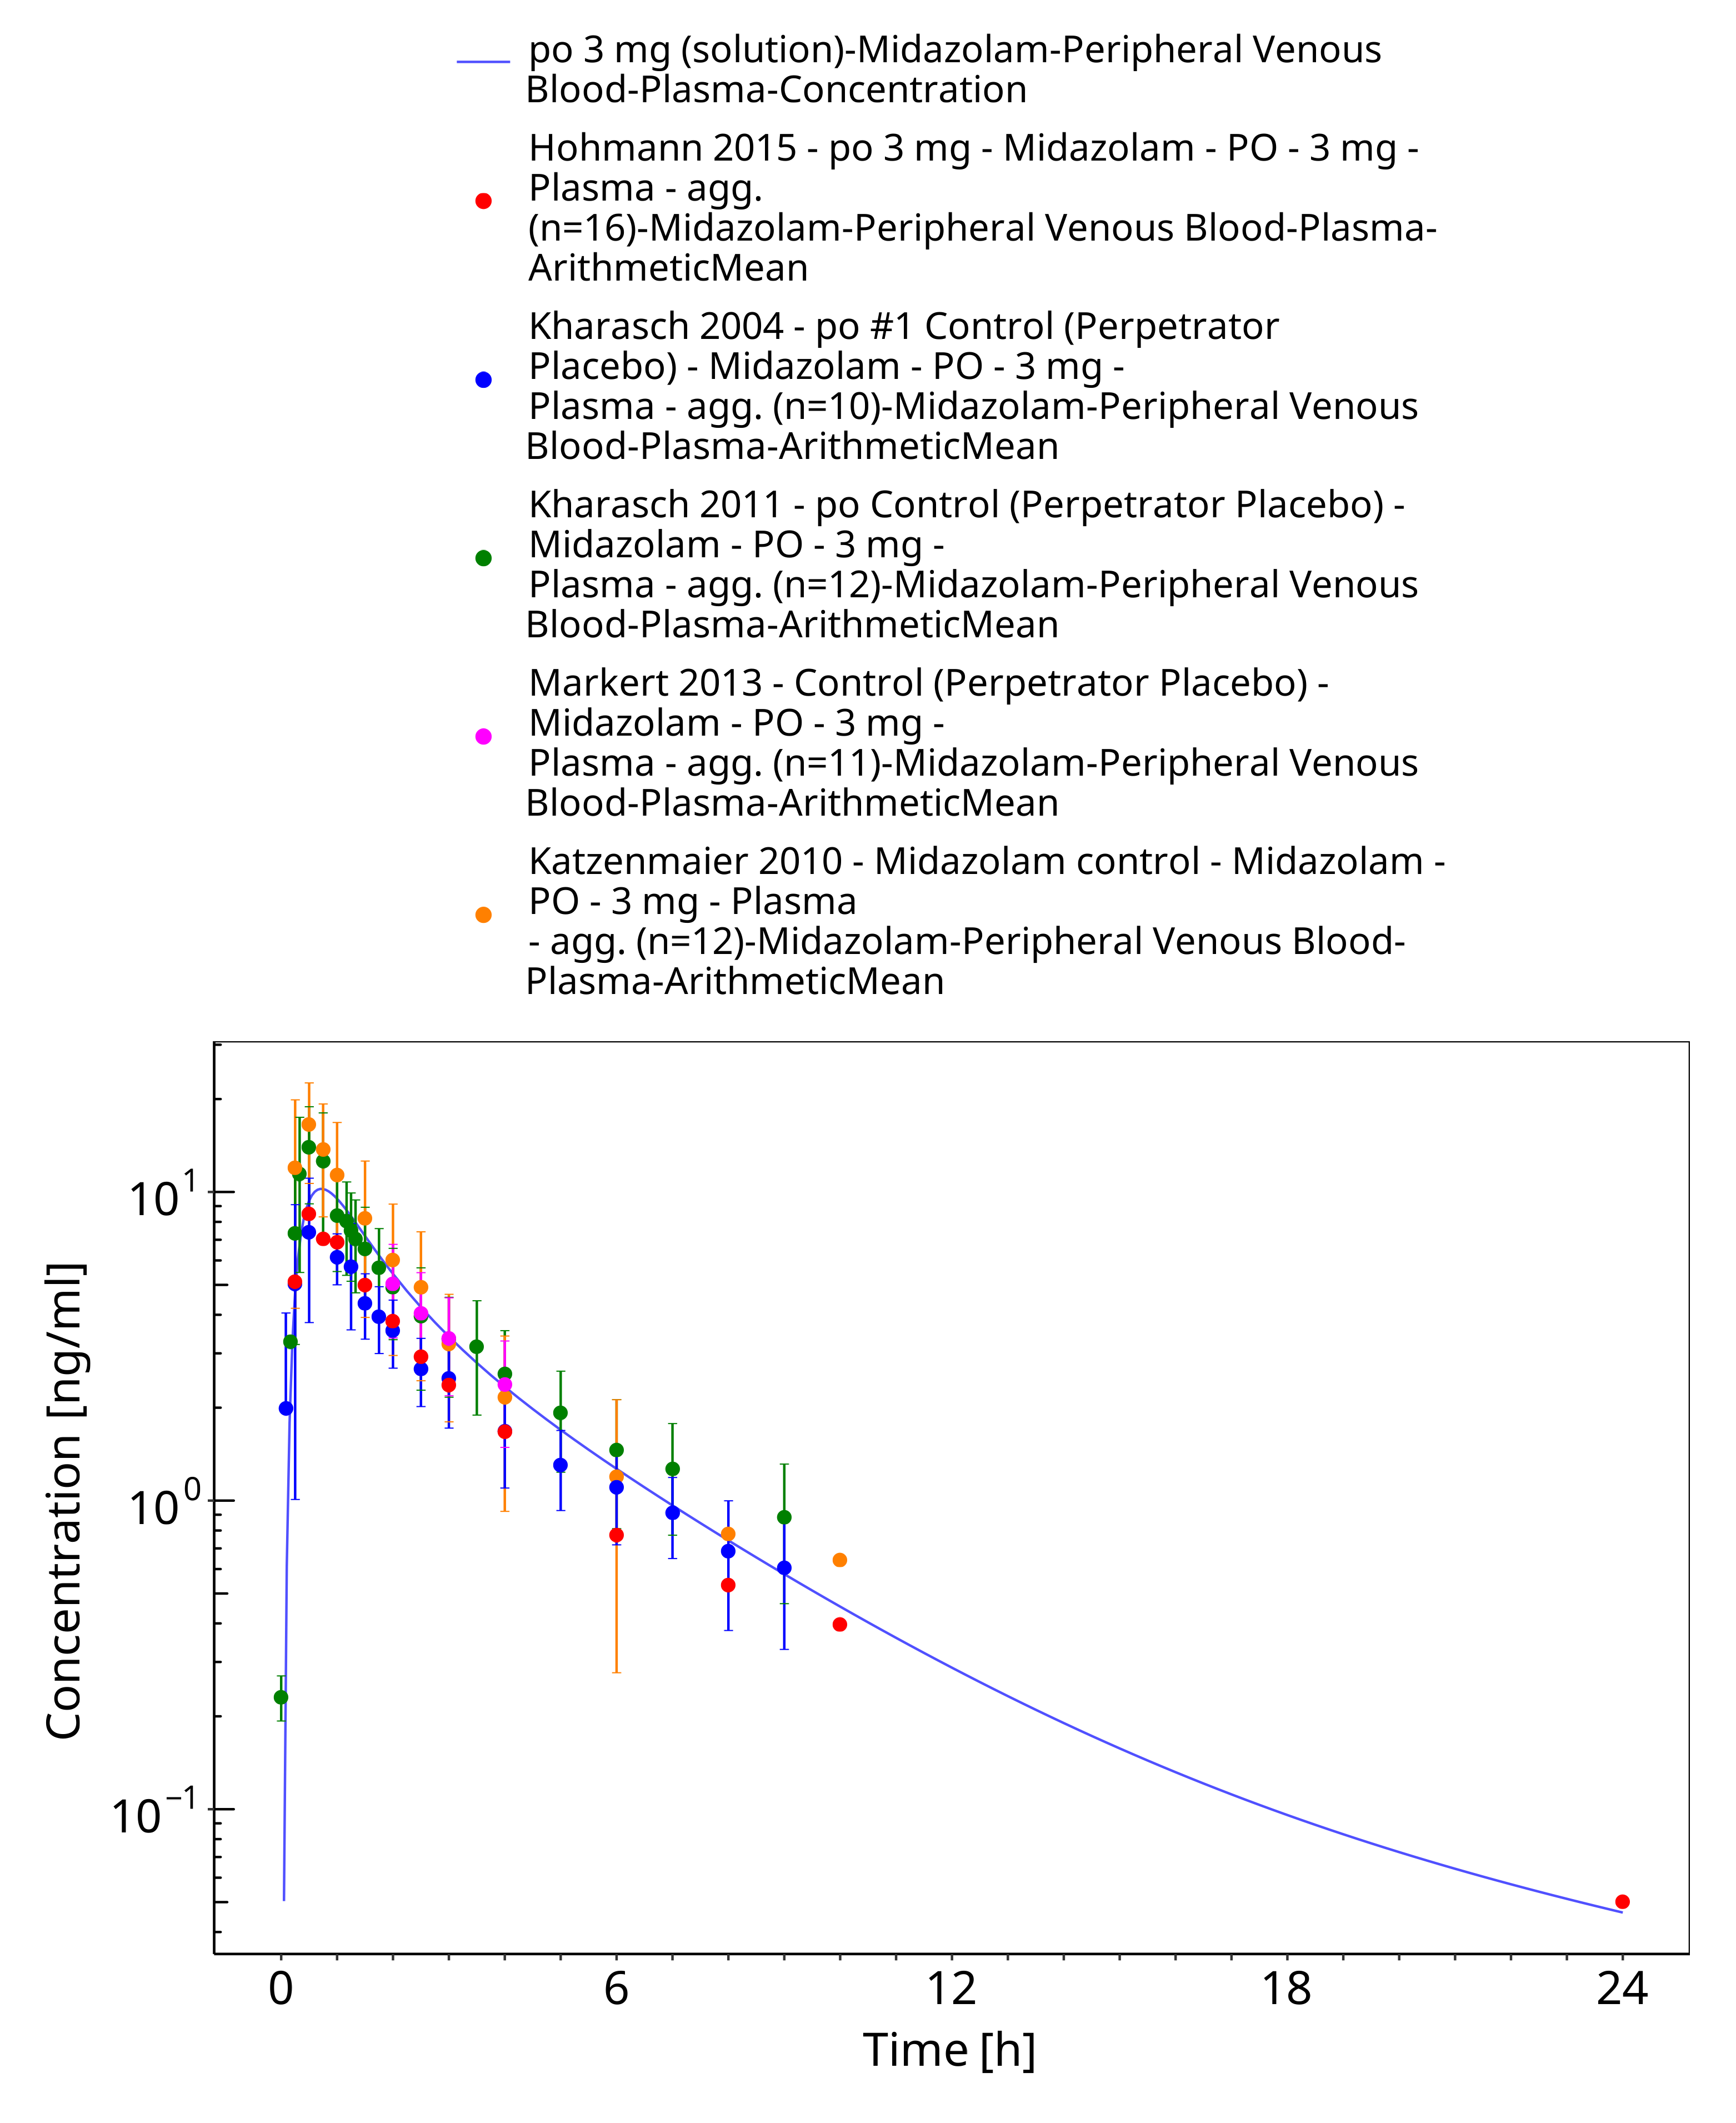 po 3 mg (solution)-Midazolam-Peripheral Venous
Blood-Plasma-Concentration
Hohmann 2015 - po 3 mg - Midazolam - PO - 3 mg -
Plasma - agg.
(n=16)-Midazolam-Peripheral Venous Blood-Plasma-
ArithmeticMean
Kharasch 2004 - po #1 Control (Perpetrator
Placebo) - Midazolam - PO - 3 mg -
Plasma - agg. (n=10)-Midazolam-Peripheral Venous
Blood-Plasma-ArithmeticMean
Kharasch 2011 - po Control (Perpetrator Placebo) -
Midazolam - PO - 3 mg -
Plasma - agg. (n=12)-Midazolam-Peripheral Venous
Blood-Plasma-ArithmeticMean
Markert 2013 - Control (Perpetrator Placebo) -
Midazolam - PO - 3 mg -
Plasma - agg. (n=11)-Midazolam-Peripheral Venous
Blood-Plasma-ArithmeticMean
Katzenmaier 2010 - Midazolam control - Midazolam -
PO - 3 mg - Plasma
- agg. (n=12)-Midazolam-Peripheral Venous Blood-
Plasma-ArithmeticMean
Concentration [ng/ml]
10¹
10⁰
10⁻¹
0 6 12 18 24
Time [h]